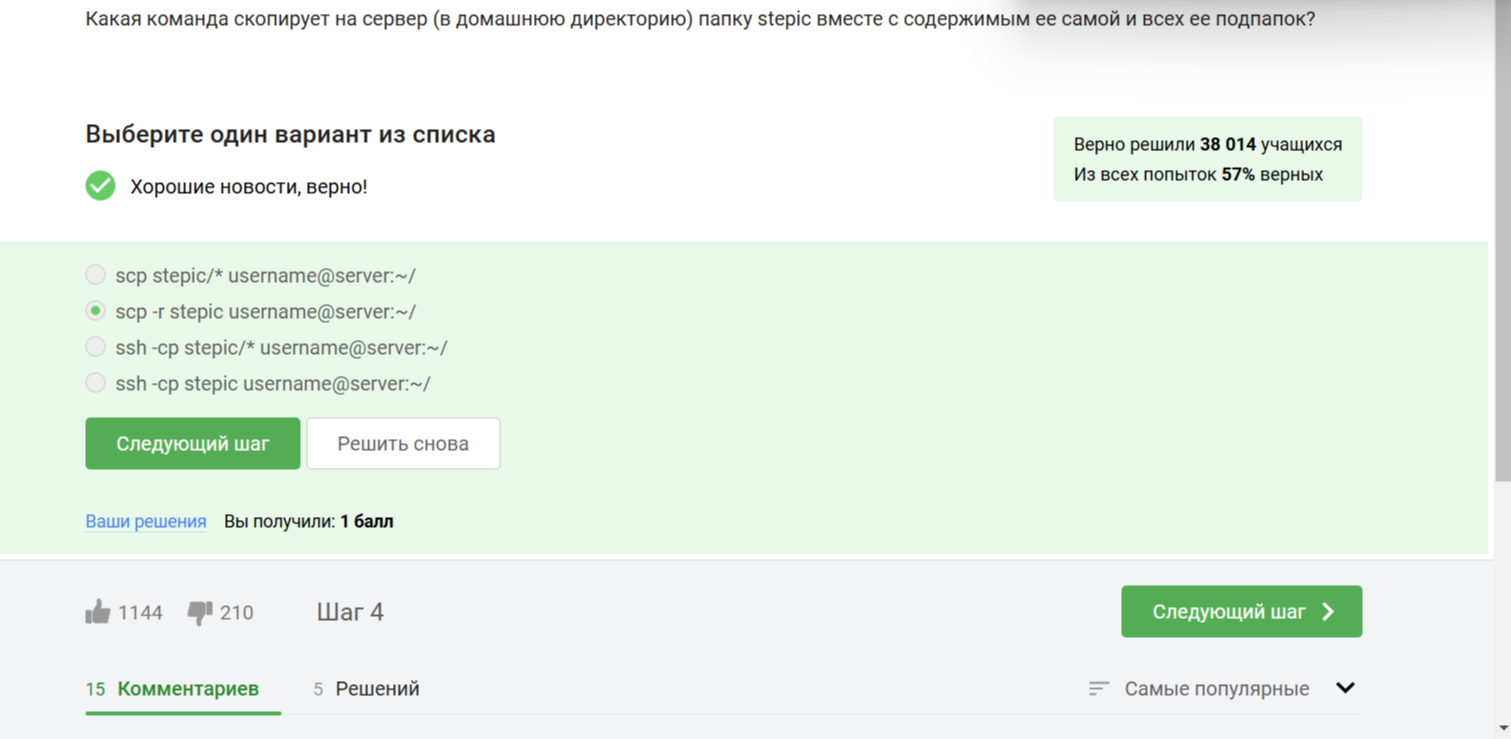 Какая команда скопирует на сервер (в домашнюю директорию) папку stepic вместе с содержимым ее самой и всех ее подпапок?
Выберите один вариант из списка
Верно решили 38 014 учащихся
Из всех попыток 57% верных
Хорошие новости, верно!
scp stepic/* username@server:~/
scp -r stepic username@server:~/
ssh -cp stepic/* username@server:~/
ssh -cp stepic username@server:~/
Следующий шаг Решить снова
Ваши решения Вы получили: 1 балл
1144 210 Шаг 4 Следующий шаг
15 Комментариев 5 Решений Самые популярные